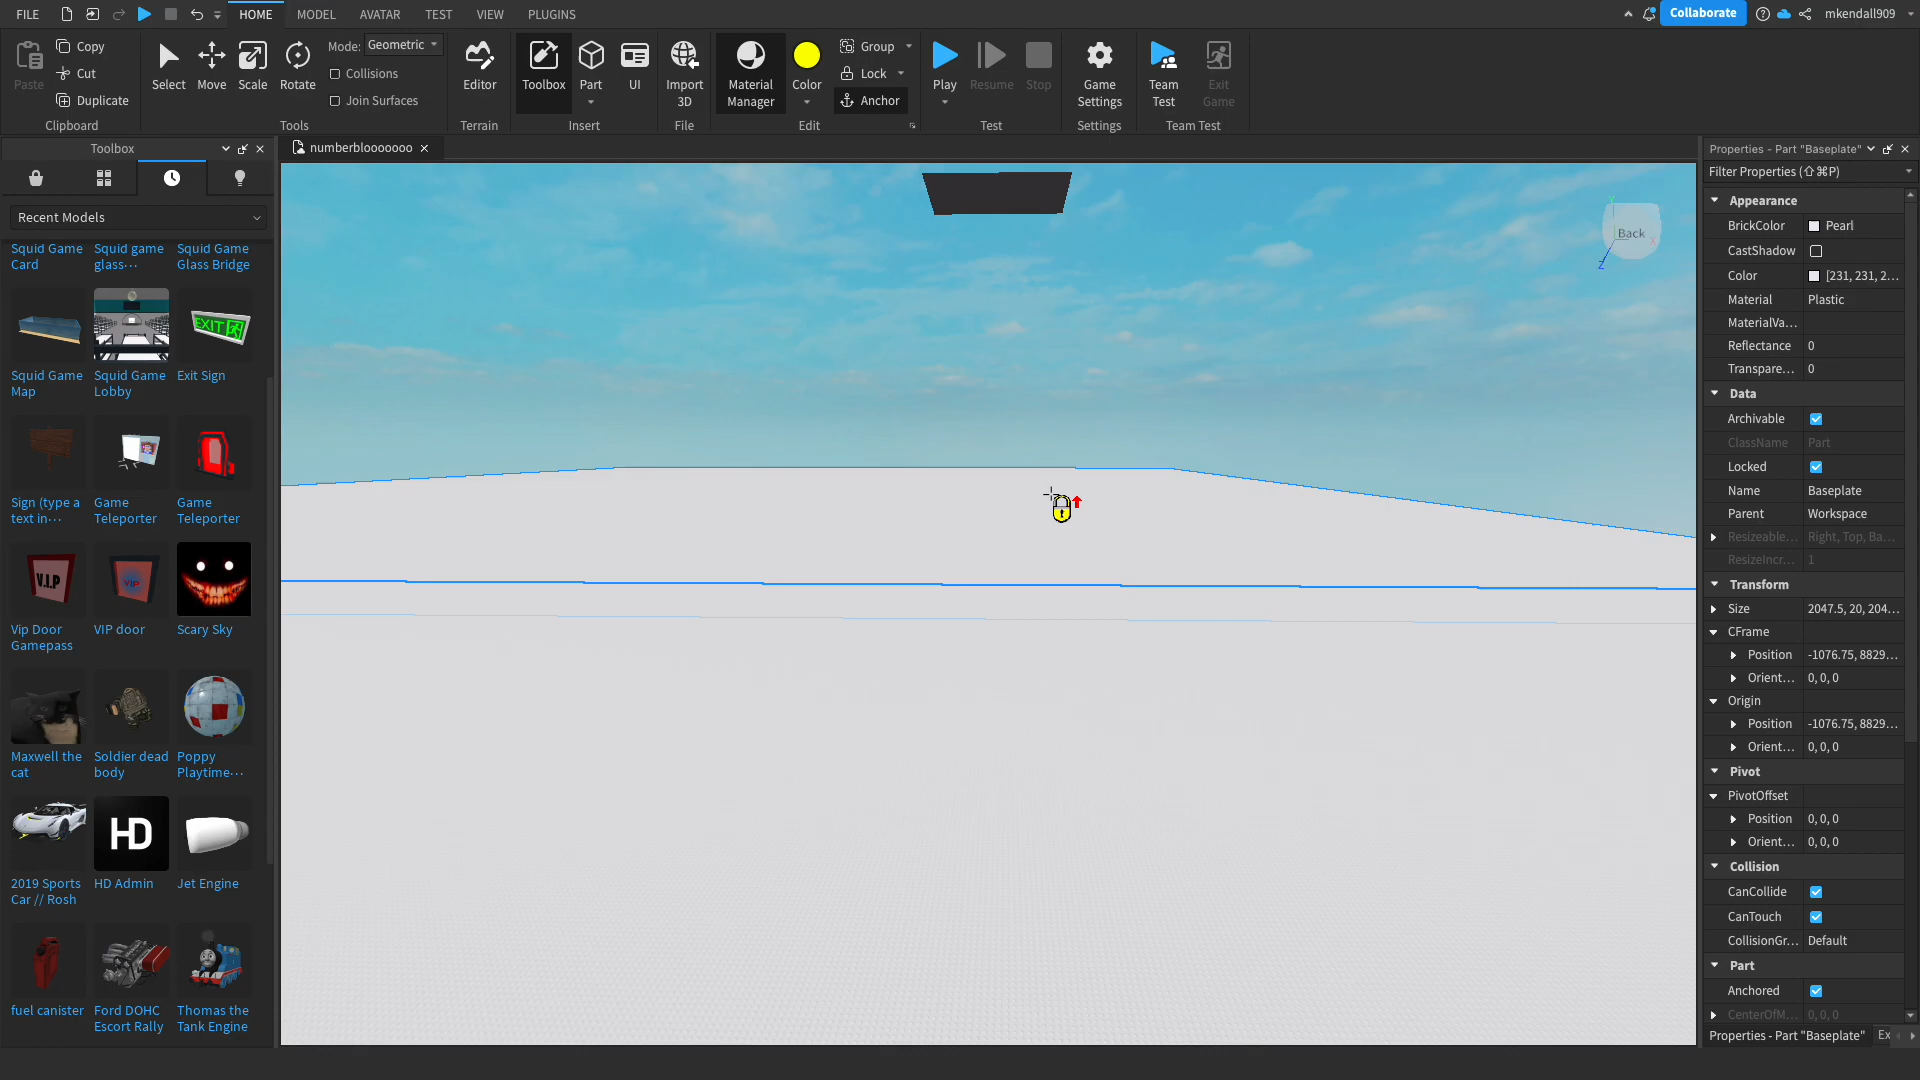 FILE
HOME
MODEL
AVATAR
TEST
VIEW
PLUGINS
Collaborate
mkendall909
Paste
Copy
Cut
Duplicate
Clipboard
Select
Move
Scale
Rotate
Mode: Geometric
Collisions
Join Surfaces
Tools
Editor
Terrain
Toolbox
Part
UI
Insert
Import
3D
File
Material
Manager
Color
Group
Lock
Anchor
Edit
Play
Resume
Stop
Test
Game
Settings
Settings
Team
Test
Exit
Game
Team Test
Toolbox
numberblooooooo
Recent Models
Squid Game
Card
Squid game
glass···
Squid Game
Glass Bridge
EXIT
Squid Game
Map
Squid Game
Lobby
Exit Sign
Sign (type a
text in···
Game
Teleporter
Game
Teleporter
V.I.P
VIP
Vip Door
Gamepass
VIP door
Scary Sky
Maxwell the
cat
Soldier dead
body
Poppy
Playtime···
HD
2019 Sports
Car // Rosh
HD Admin
Jet Engine
fuel canister
Ford DOHC
Escort Rally
Thomas the
Tank Engine
Back
Y
X
Z
Properties - Part "Baseplate"
Filter Properties (⇧⌘P)
Appearance
BrickColor Pearl
CastShadow
Color [231, 231, 2...
Material Plastic
MaterialVa...
Reflectance 0
Transpare... 0
Data
Archivable
ClassName Part
Locked
Name Baseplate
Parent Workspace
Resizeable... Right, Top, Ba...
ResizeIncr... 1
Transform
Size 2047.5, 20, 204...
CFrame
Position -1076.75, 8829...
Orient... 0, 0, 0
Origin
Position -1076.75, 8829...
Orient... 0, 0, 0
Pivot
PivotOffset
Position 0, 0, 0
Orient... 0, 0, 0
Collision
CanCollide
CanTouch
CollisionGr... Default
Part
Anchored
CenterOfM... 0, 0, 0
Properties - Part "Baseplate"
Ex